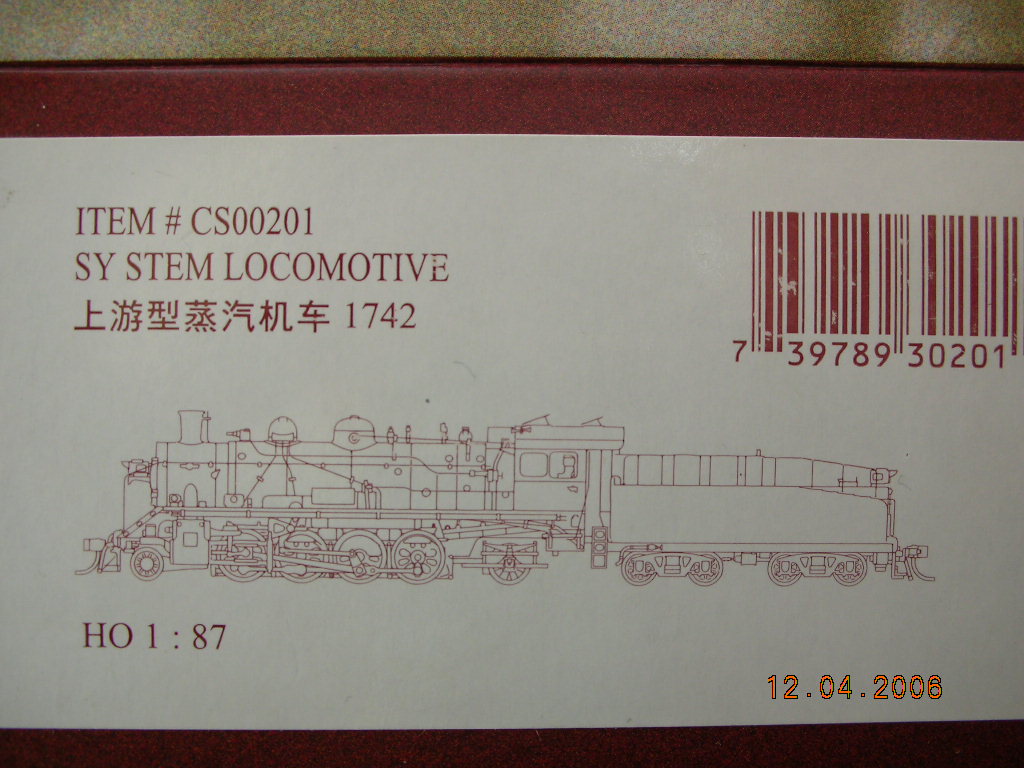 ITEM # CS00201
SY STEM LOCOMOTIVE
上游型蒸汽机车 1742
7 39789 30201
HO 1 : 87
12.04.2006